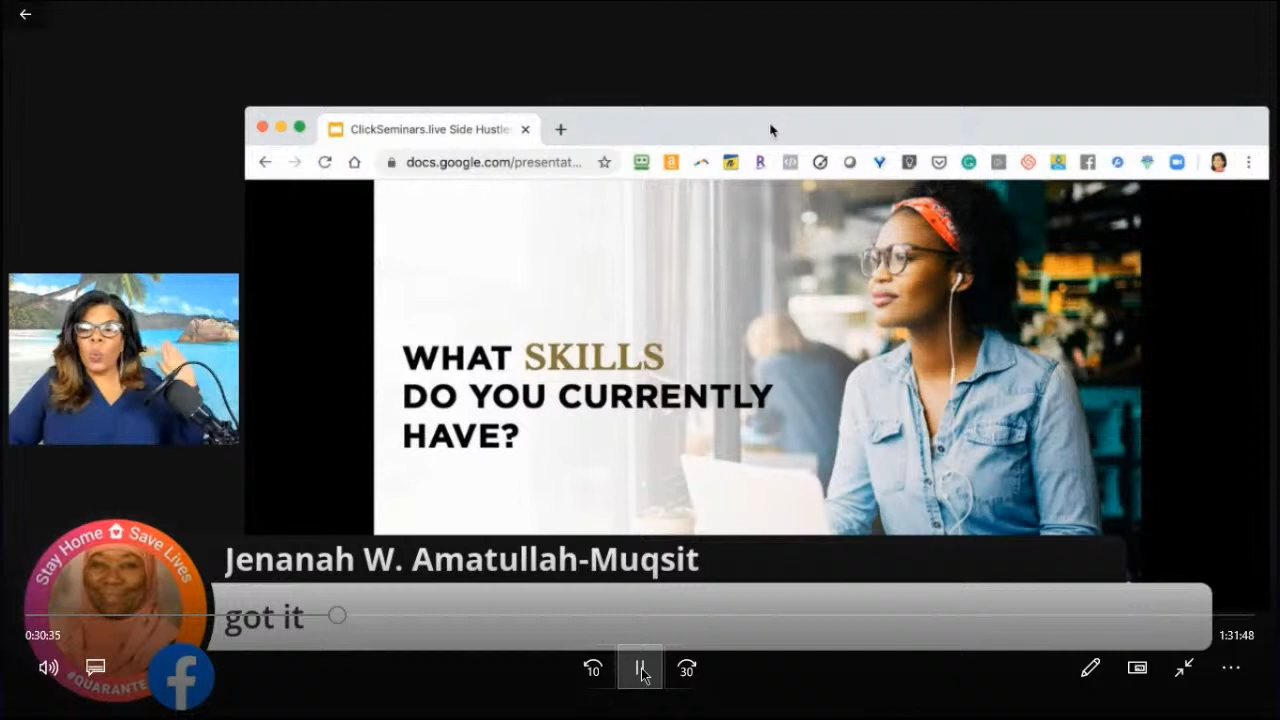 ClickSeminars.live Side Hustle
docs.google.com/presentat...
WHAT SKILLS
DO YOU CURRENTLY
HAVE?
Stay Home Save Lives
#QUARANTE
Jenanah W. Amatullah-Muqsit
got it
0:30:35
1:31:48
10
30